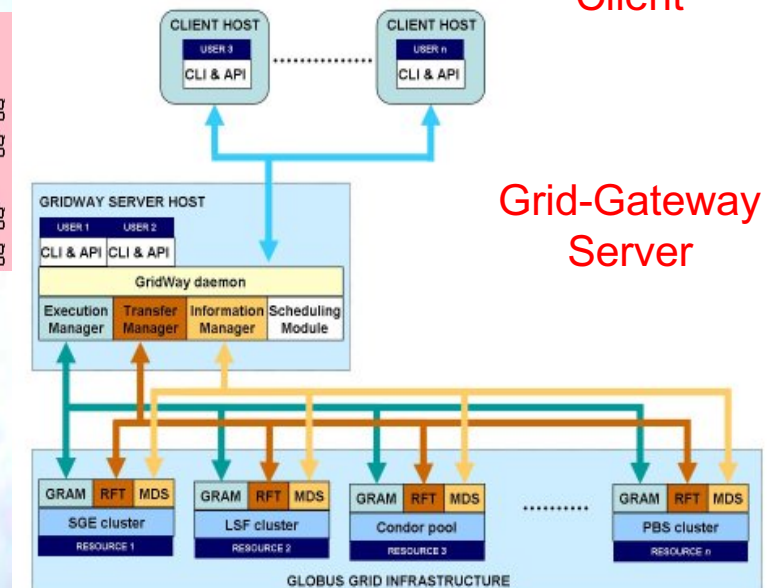 Client
CLIENT HOST
USER 3
CLI & API
CLIENT HOST
USER n
CLI & API
Grid-Gateway
Server
GRIDWAY SERVER HOST
USER 1 USER 2
CLI & API CLI & API
GridWay daemon
Execution Manager
Transfer Manager
Information Manager
Scheduling Module
GRAM RFT MDS
SGE cluster
RESOURCE 1
GRAM RFT MDS
LSF cluster
RESOURCE 2
GRAM RFT MDS
Condor pool
RESOURCE 3
GRAM RFT MDS
PBS cluster
RESOURCE n
GLOBUS GRID INFRASTRUCTURE